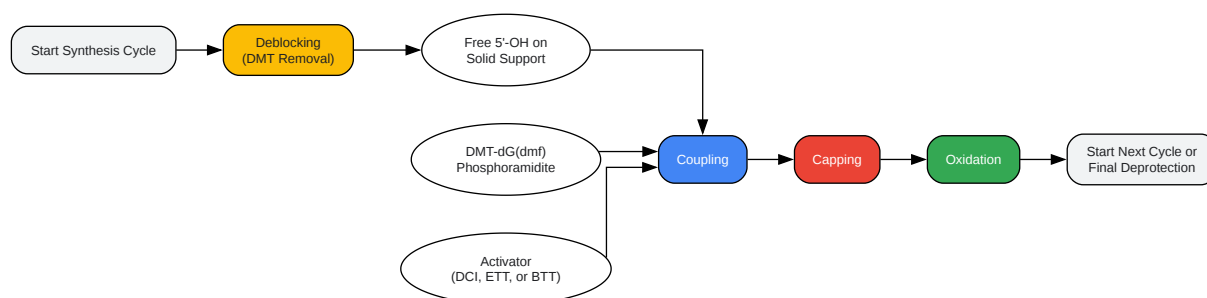 Start Synthesis Cycle
Deblocking
(DMT Removal)
Free 5'-OH on
Solid Support
DMT-dG(dmf)
Phosphoramidite
Activator
(DCI, ETT, or BTT)
Coupling
Capping
Oxidation
Start Next Cycle or
Final Deprotection